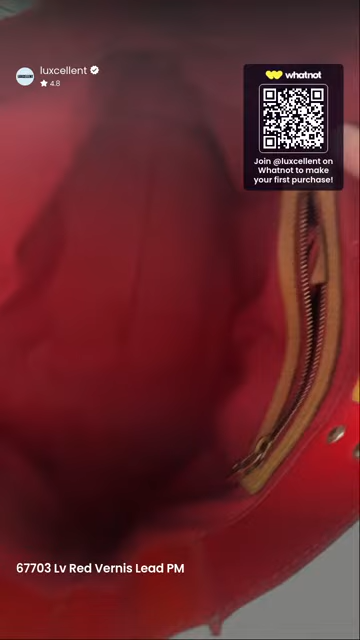 luxcellent
4.8
whatnot
Join @luxcellent on
Whatnot to make
your first purchase!
67703 Lv Red Vernis Lead PM